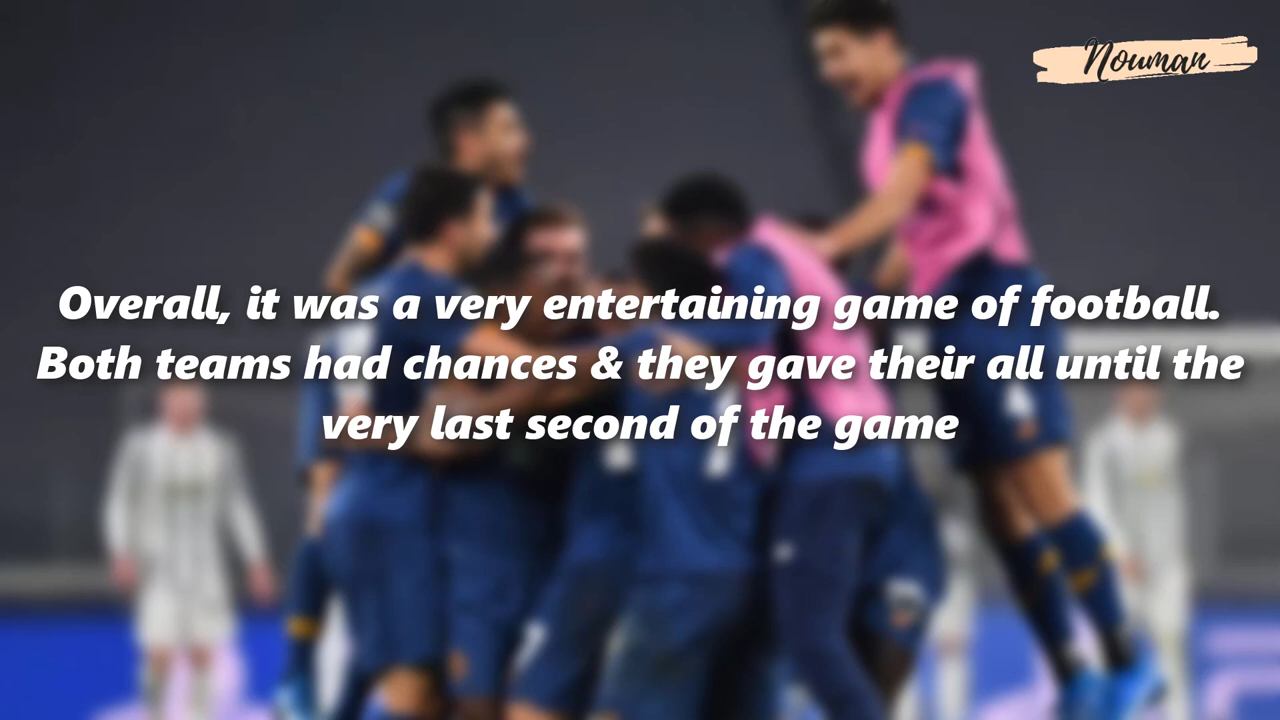 Nouman
Overall, it was a very entertaining game of football.
Both teams had chances & they gave their all until the
very last second of the game